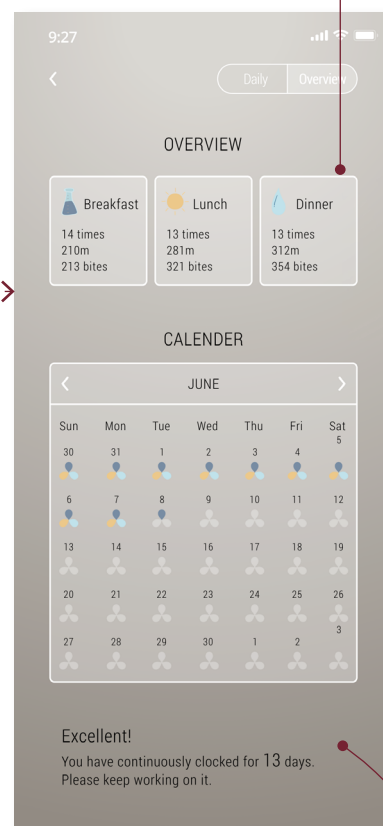 9:27
Daily Overview
OVERVIEW
Breakfast
14 times
210m
213 bites
Lunch
13 times
281m
321 bites
Dinner
13 times
312m
354 bites
CALENDER
JUNE
Sun Mon Tue Wed Thu Fri Sat
30 31 1 2 3 4 5
6 7 8 9 10 11 12
13 14 15 16 17 18 19
20 21 22 23 24 25 26
27 28 29 30 1 2 3
Excellent!
You have continuously clocked for 13 days.
Please keep working on it.